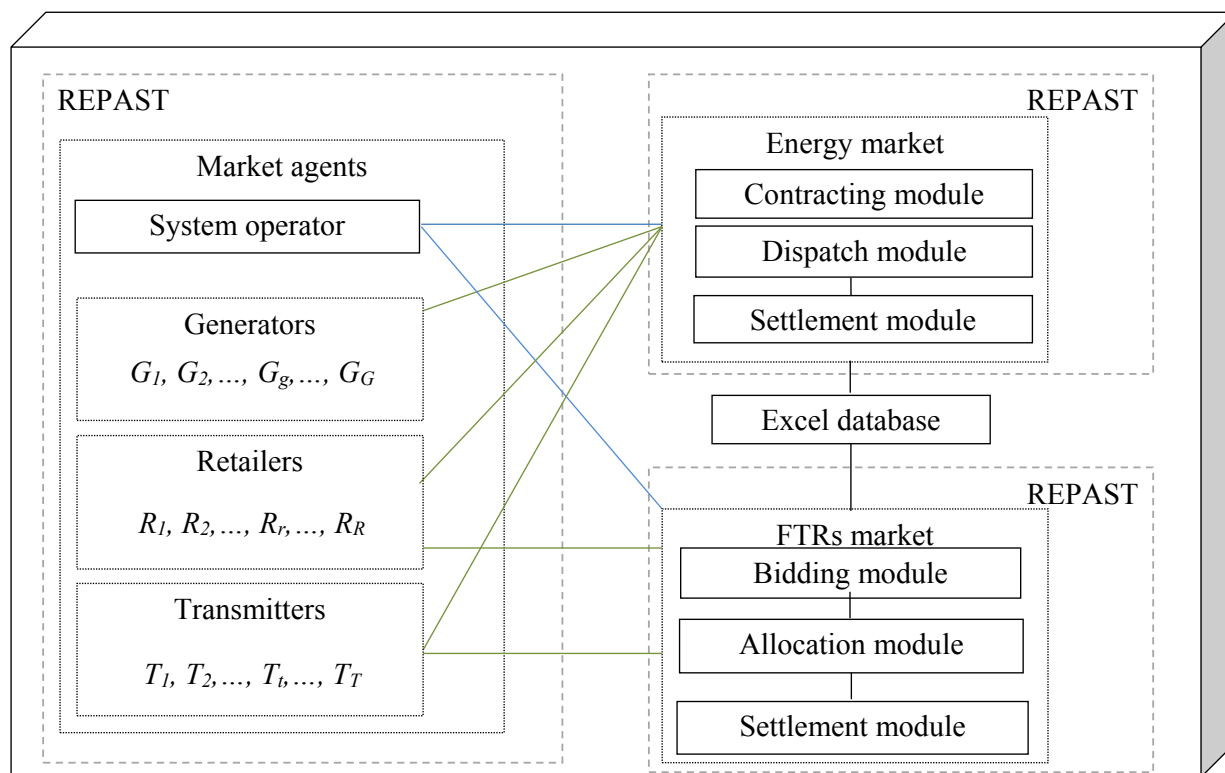 REPAST
Market agents
System operator
Generators
G1, G2,..., Gg,..., GG
Retailers
R1, R2,..., Rr,..., RR
Transmitters
T1, T2,..., Tt,..., TT
REPAST
Energy market
Contracting module
Dispatch module
Settlement module
Excel database
REPAST
FTRs market
Bidding module
Allocation module
Settlement module